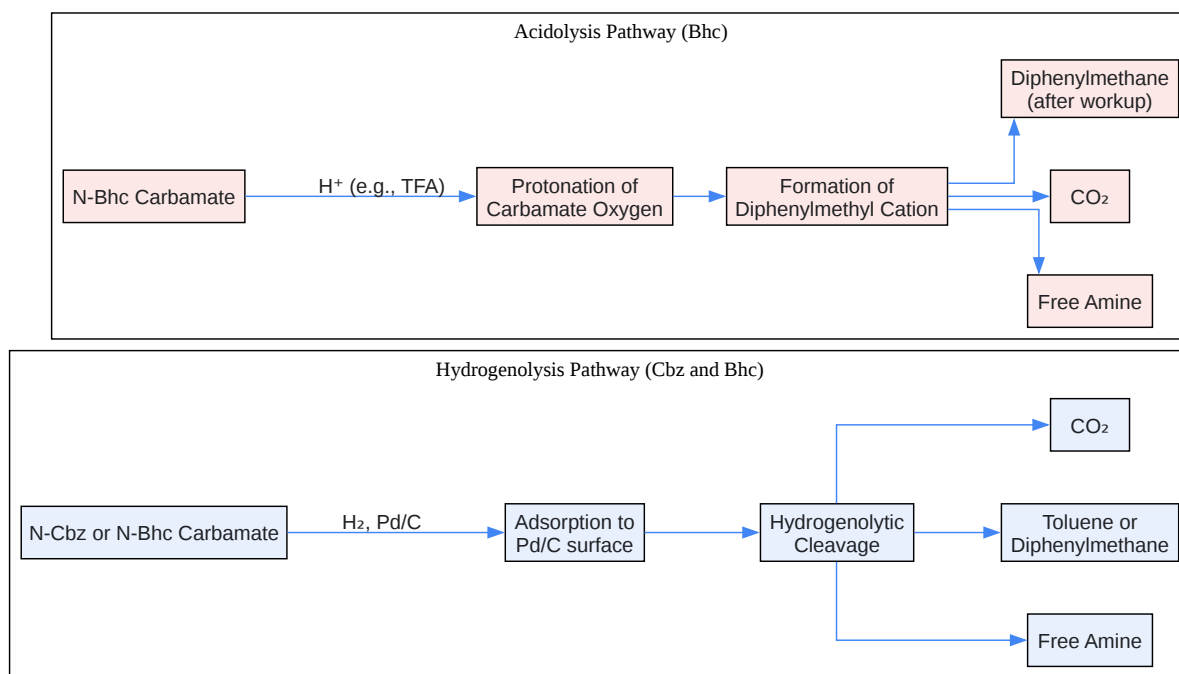 Acidolysis Pathway (Bhc)
N-Bhc Carbamate
H⁺ (e.g., TFA)
Protonation of
Carbamate Oxygen
Formation of
Diphenylmethyl Cation
Diphenylmethane
(after workup)
CO₂
Free Amine
Hydrogenolysis Pathway (Cbz and Bhc)
N-Cbz or N-Bhc Carbamate
H₂, Pd/C
Adsorption to
Pd/C surface
Hydrogenolytic
Cleavage
CO₂
Toluene or
Diphenylmethane
Free Amine